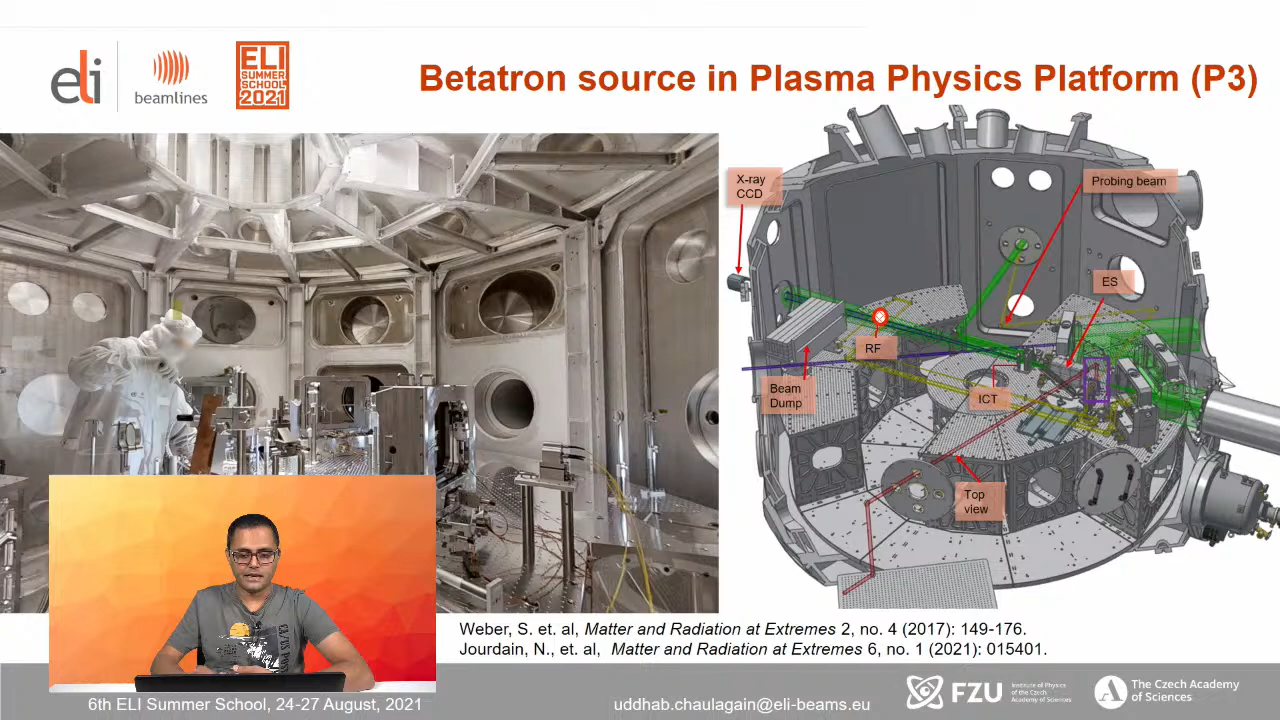 eli
beamlines
ELI
SUMMER
SCHOOL
2021
Betatron source in Plasma Physics Platform (P3)
X-ray
CCD
Probing beam
ES
RF
Beam
Dump
ICT
Top
view
Weber, S. et. al, Matter and Radiation at Extremes 2, no. 4 (2017): 149-176.
Jourdain, N., et. al, Matter and Radiation at Extremes 6, no. 1 (2021): 015401.
6th ELI Summer School, 24-27 August, 2021
uddhab.chaulagain@eli-beams.eu
FZU
Institute of Physics
of the Czech
Academy of Sciences
The Czech Academy
of Sciences